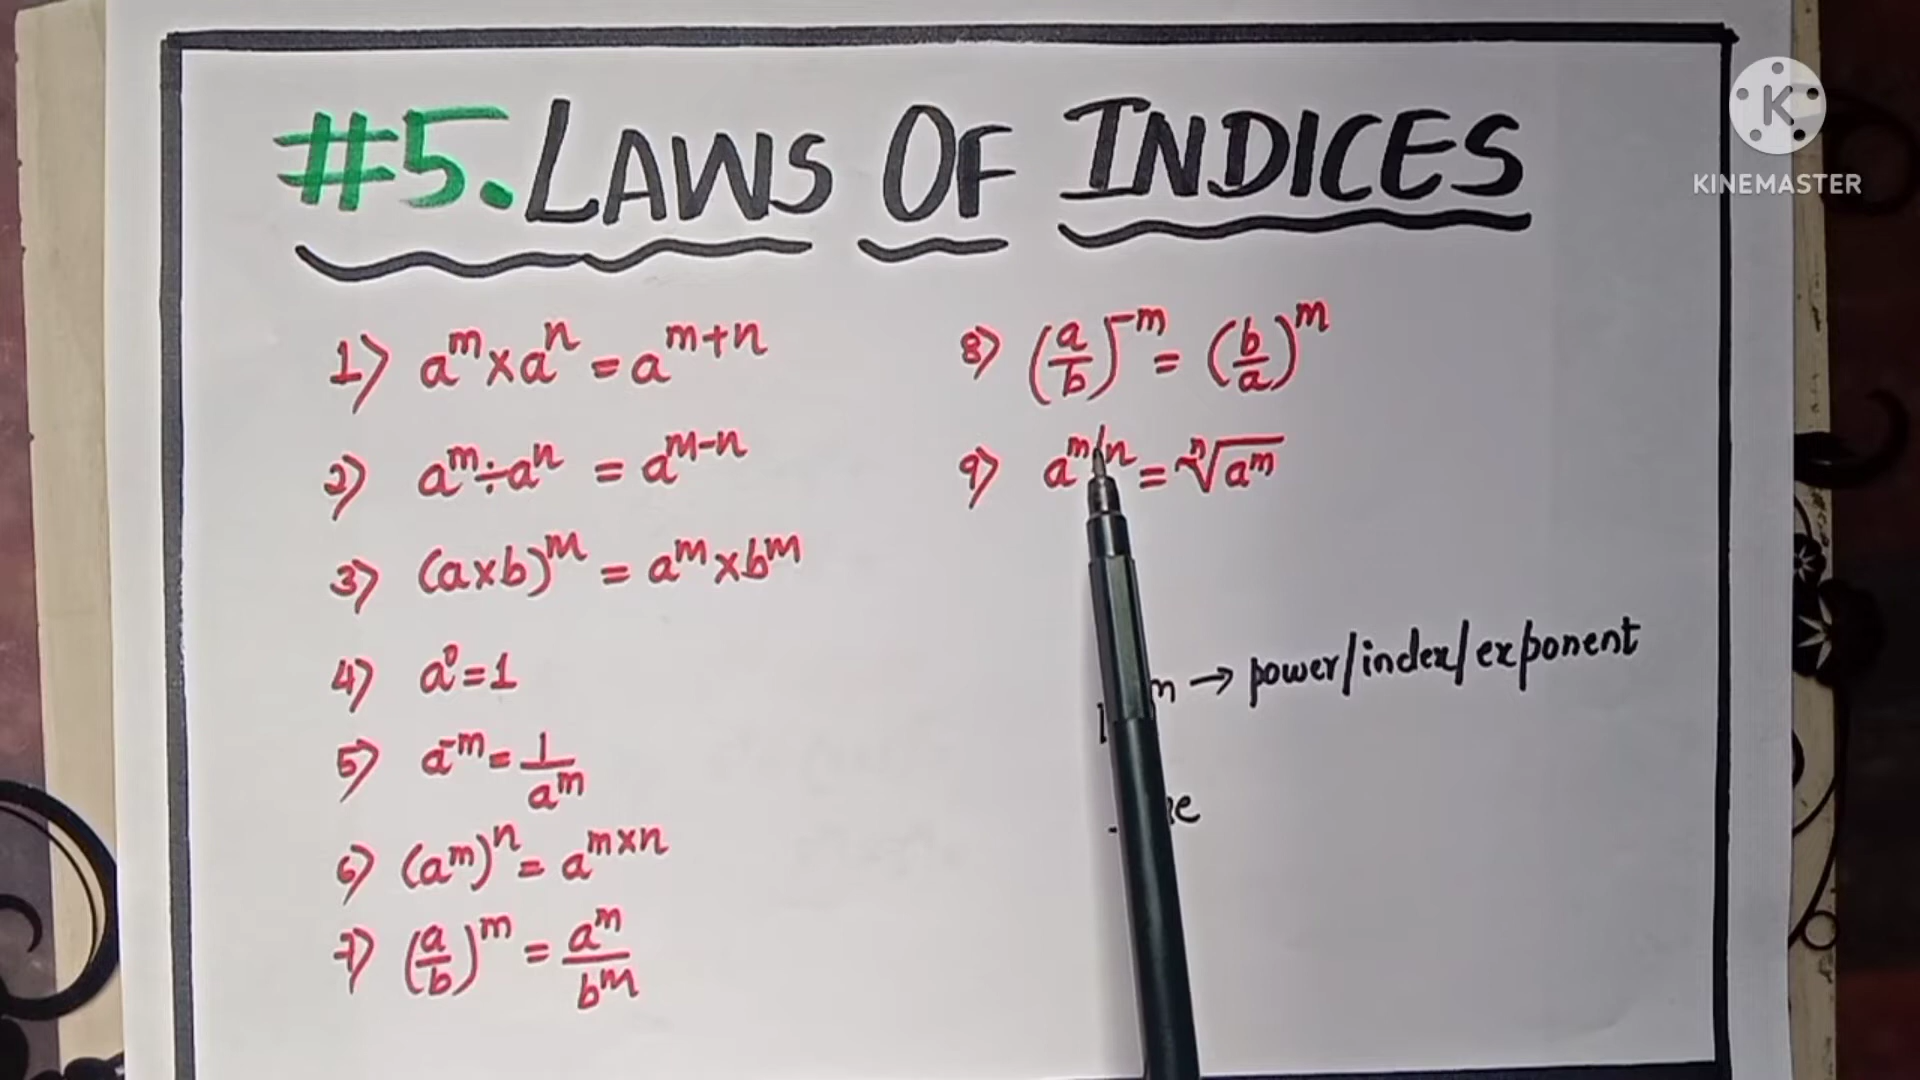 #5. LAWS OF INDICES
K
KINEMASTER
1) a^m × a^n = a^(m+n)
2) a^m ÷ a^n = a^(m-n)
3) (a×b)^m = a^m × b^m
4) a^0 = 1
5) a^-m = 1/a^m
6) (a^m)^n = a^(m×n)
7) (a/b)^m = a^m/b^m
8) (a/b)^-m = (b/a)^m
9) a^(m/n) = ⁿ√(a^m)
m → power/index/exponent